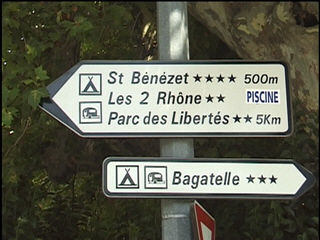 St Bénézet ★★★★ 500m
Les 2 Rhône ★★ PISCINE
Parc des Libertés ★★ 5Km
Bagatelle ★★★